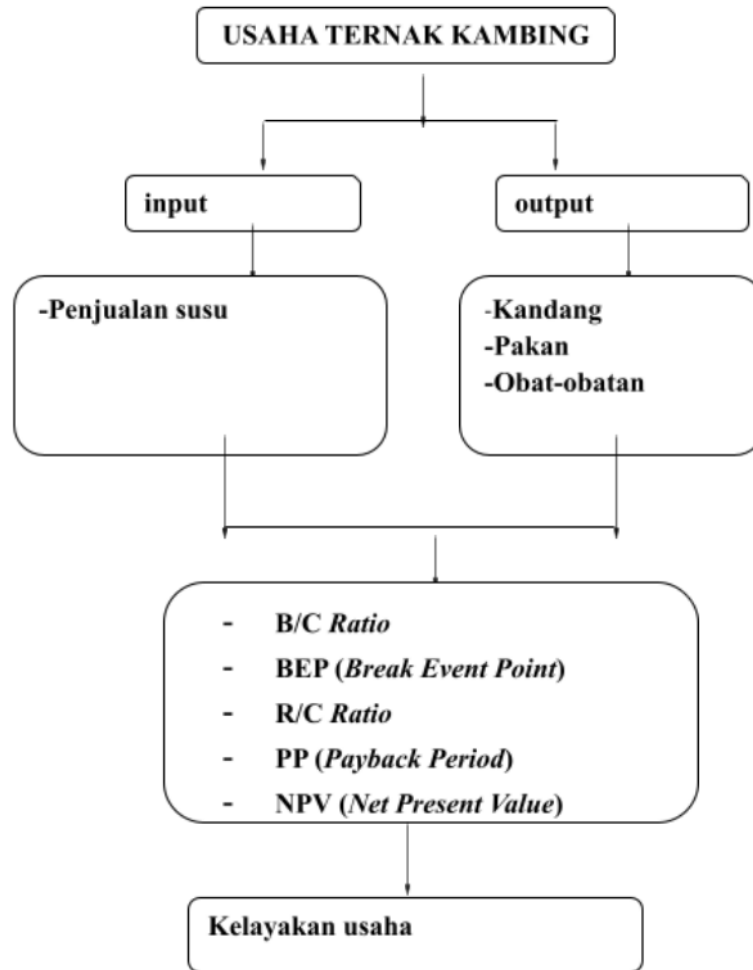 USAHA TERNAK KAMBING
input
output
-Penjualan susu
-Kandang
-Pakan
-Obat-obatan
- B/C Ratio
- BEP (Break Event Point)
- R/C Ratio
- PP (Payback Period)
- NPV (Net Present Value)
Kelayakan usaha